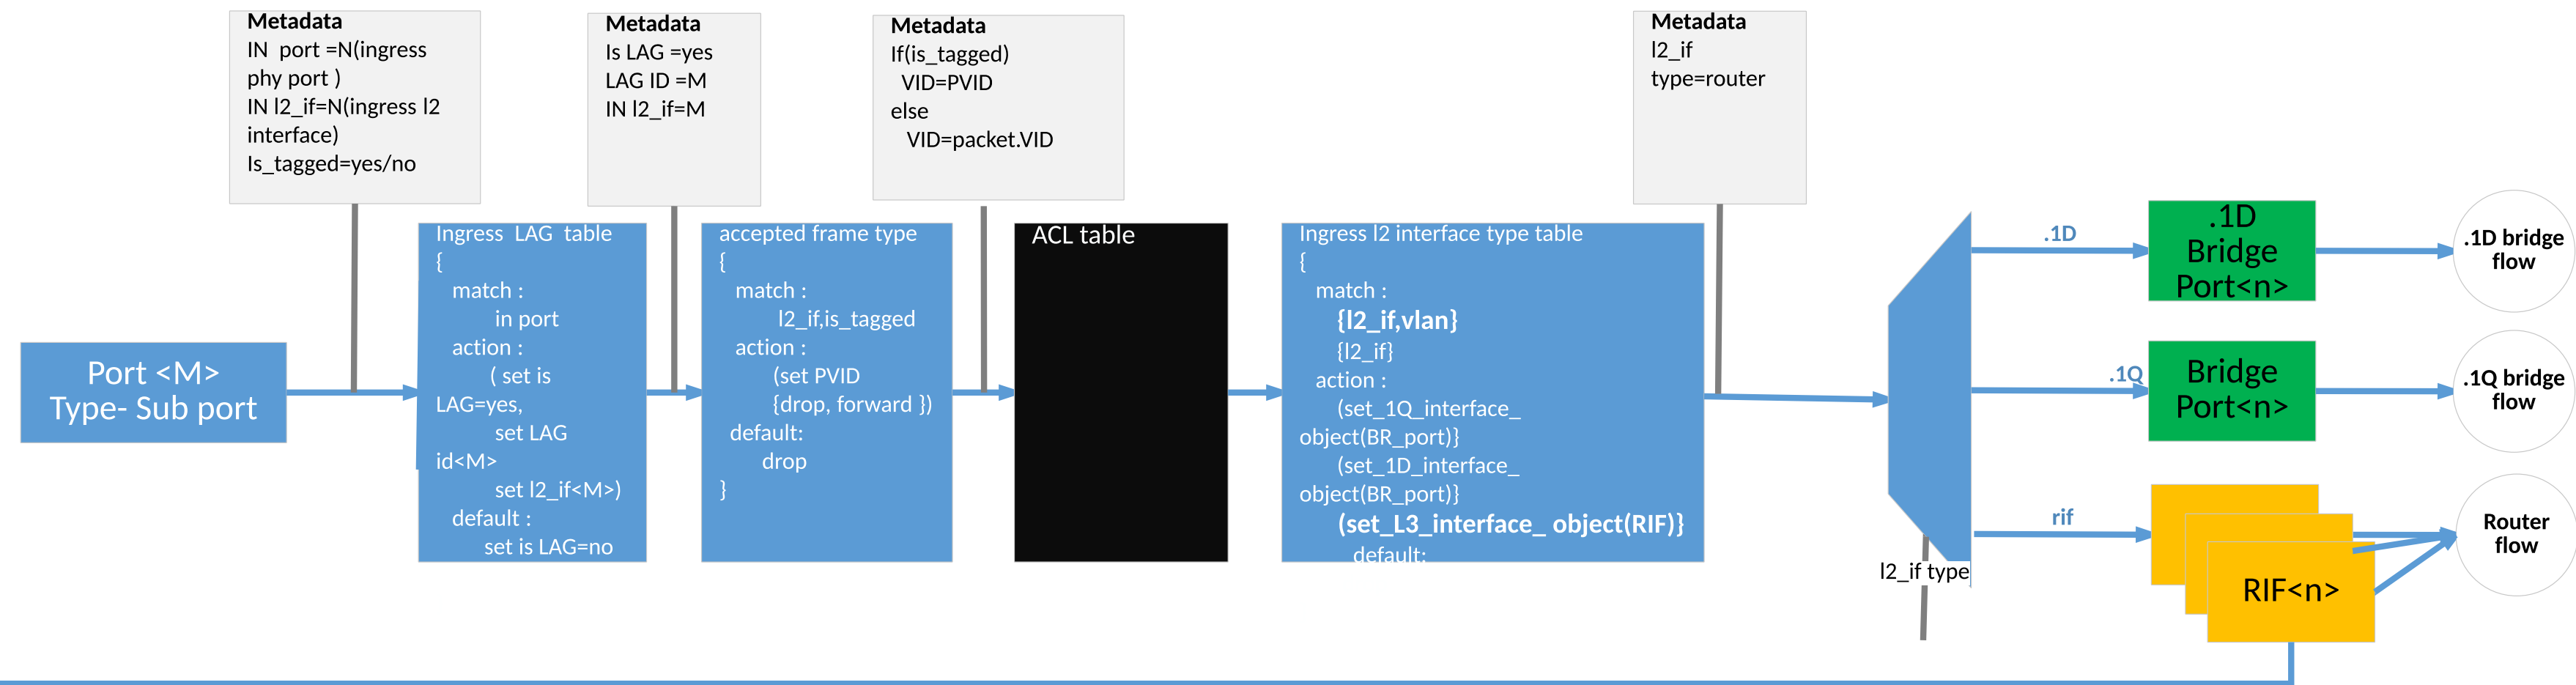 Metadata
IN port =N(ingress
phy port )
IN l2_if=N(ingress l2
interface)
Is_tagged=yes/no
Metadata
Is LAG =yes
LAG ID =M
IN l2_if=M
Metadata
If(is_tagged)
VID=PVID
else
VID=packet.VID
Metadata
l2_if
type=router
Port <M>
Type- Sub port
Ingress LAG table
{
match :
in port
action :
( set is
LAG=yes,
set LAG
id<M>
set l2_if<M>)
default :
set is LAG=no
accepted frame type
{
match :
l2_if,is_tagged
action :
(set PVID
{drop, forward })
default:
drop
}
ACL table
Ingress l2 interface type table
{
match :
{l2_if,vlan}
{l2_if}
action :
(set_1Q_interface_
object(BR_port)}
(set_1D_interface_
object(BR_port)}
(set_L3_interface_ object(RIF)}
default:
l2_if type
.1D
.1D
Bridge
Port<n>
.1D bridge
flow
.1Q
Bridge
Port<n>
.1Q bridge
flow
rif
RIF<n>
Router
flow